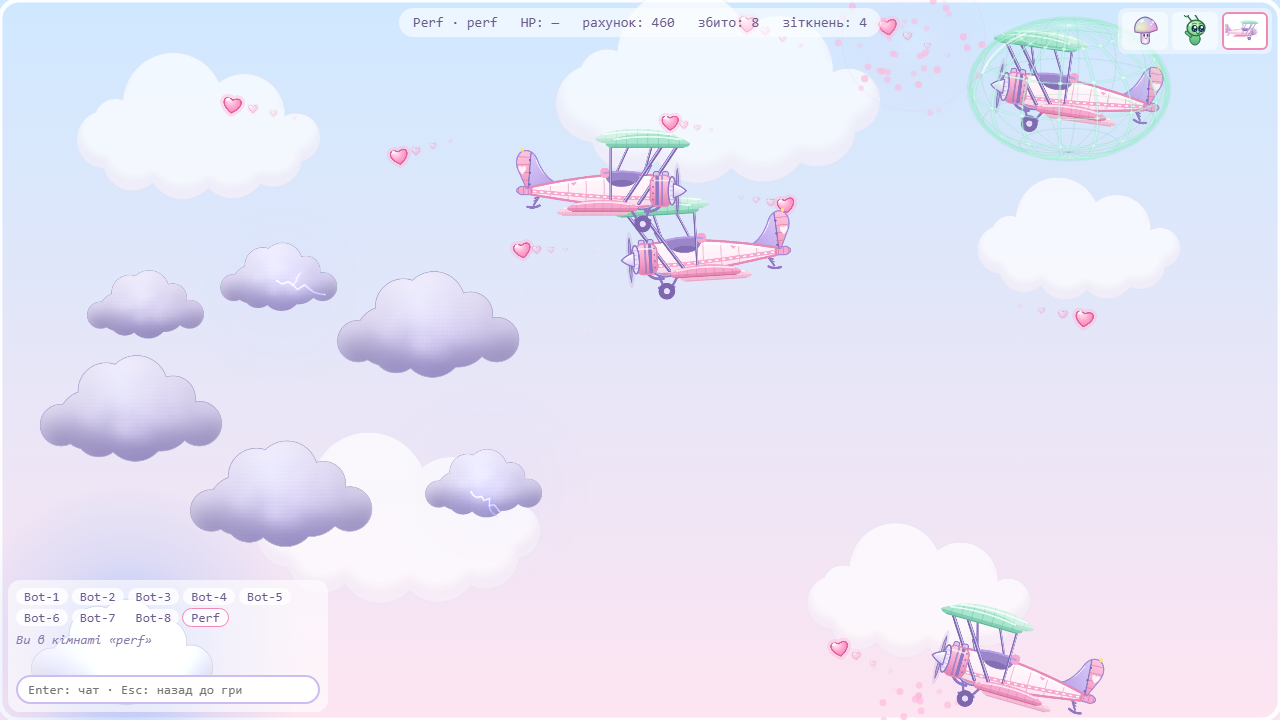 Perf · perf HP: — рахунок: 460 збито: 8 зіткнень: 4
Bot-1 Bot-2 Bot-3 Bot-4 Bot-5
Bot-6 Bot-7 Bot-8 Perf
Ви в кімнаті «perf»
Enter: чат · Esc: назад до гри